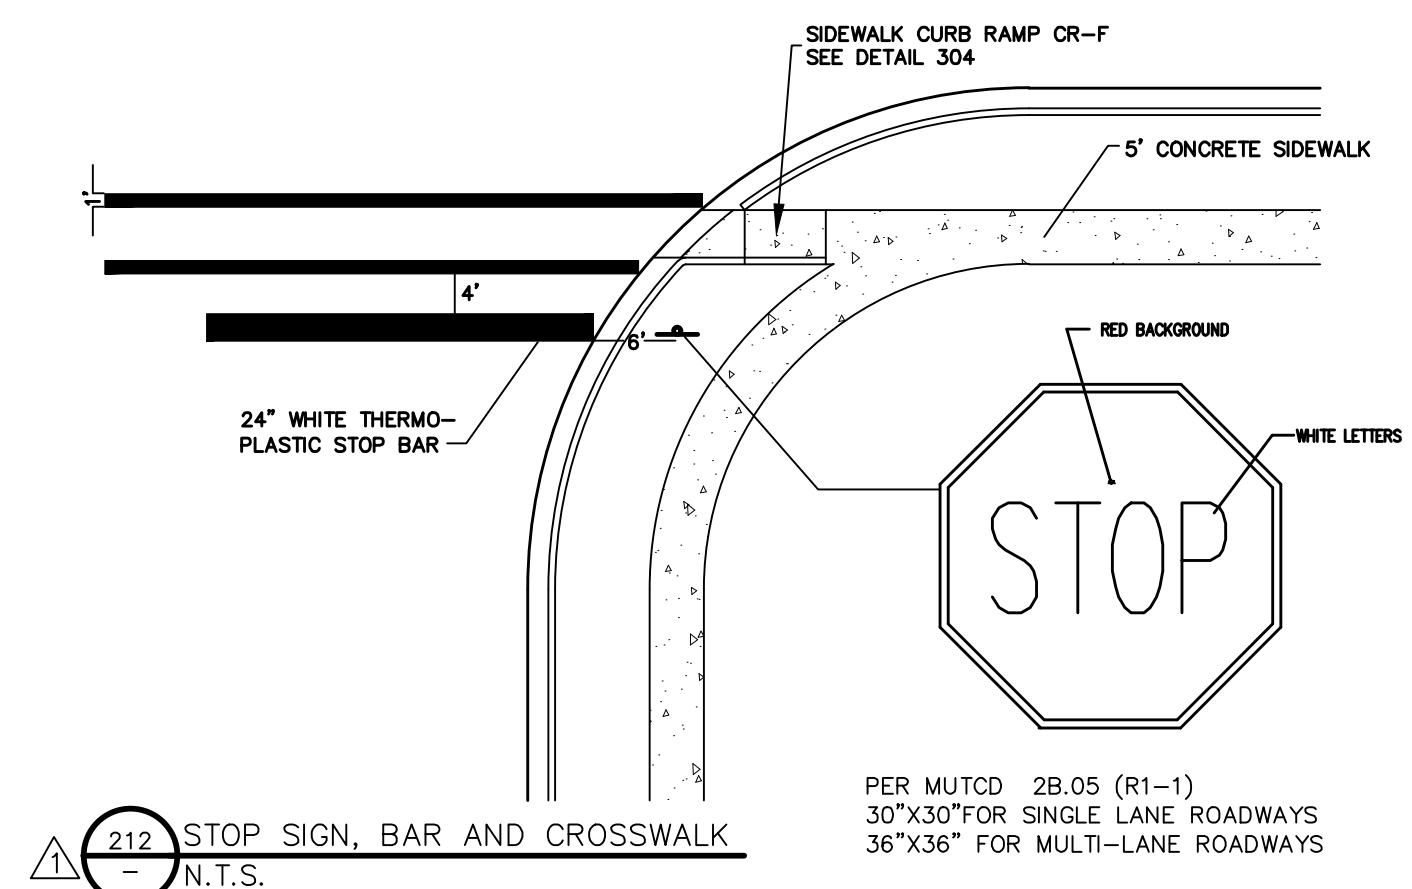 SIDEWALK CURB RAMP CR-F
SEE DETAIL 304
5' CONCRETE SIDEWALK
1'
4'
6'
RED BACKGROUND
24" WHITE THERMO-
PLASTIC STOP BAR
WHITE LETTERS
STOP
PER MUTCD 2B.05 (R1-1)
30"X30"FOR SINGLE LANE ROADWAYS
36"X36" FOR MULTI-LANE ROADWAYS
1
212
-
STOP SIGN, BAR AND CROSSWALK
N.T.S.